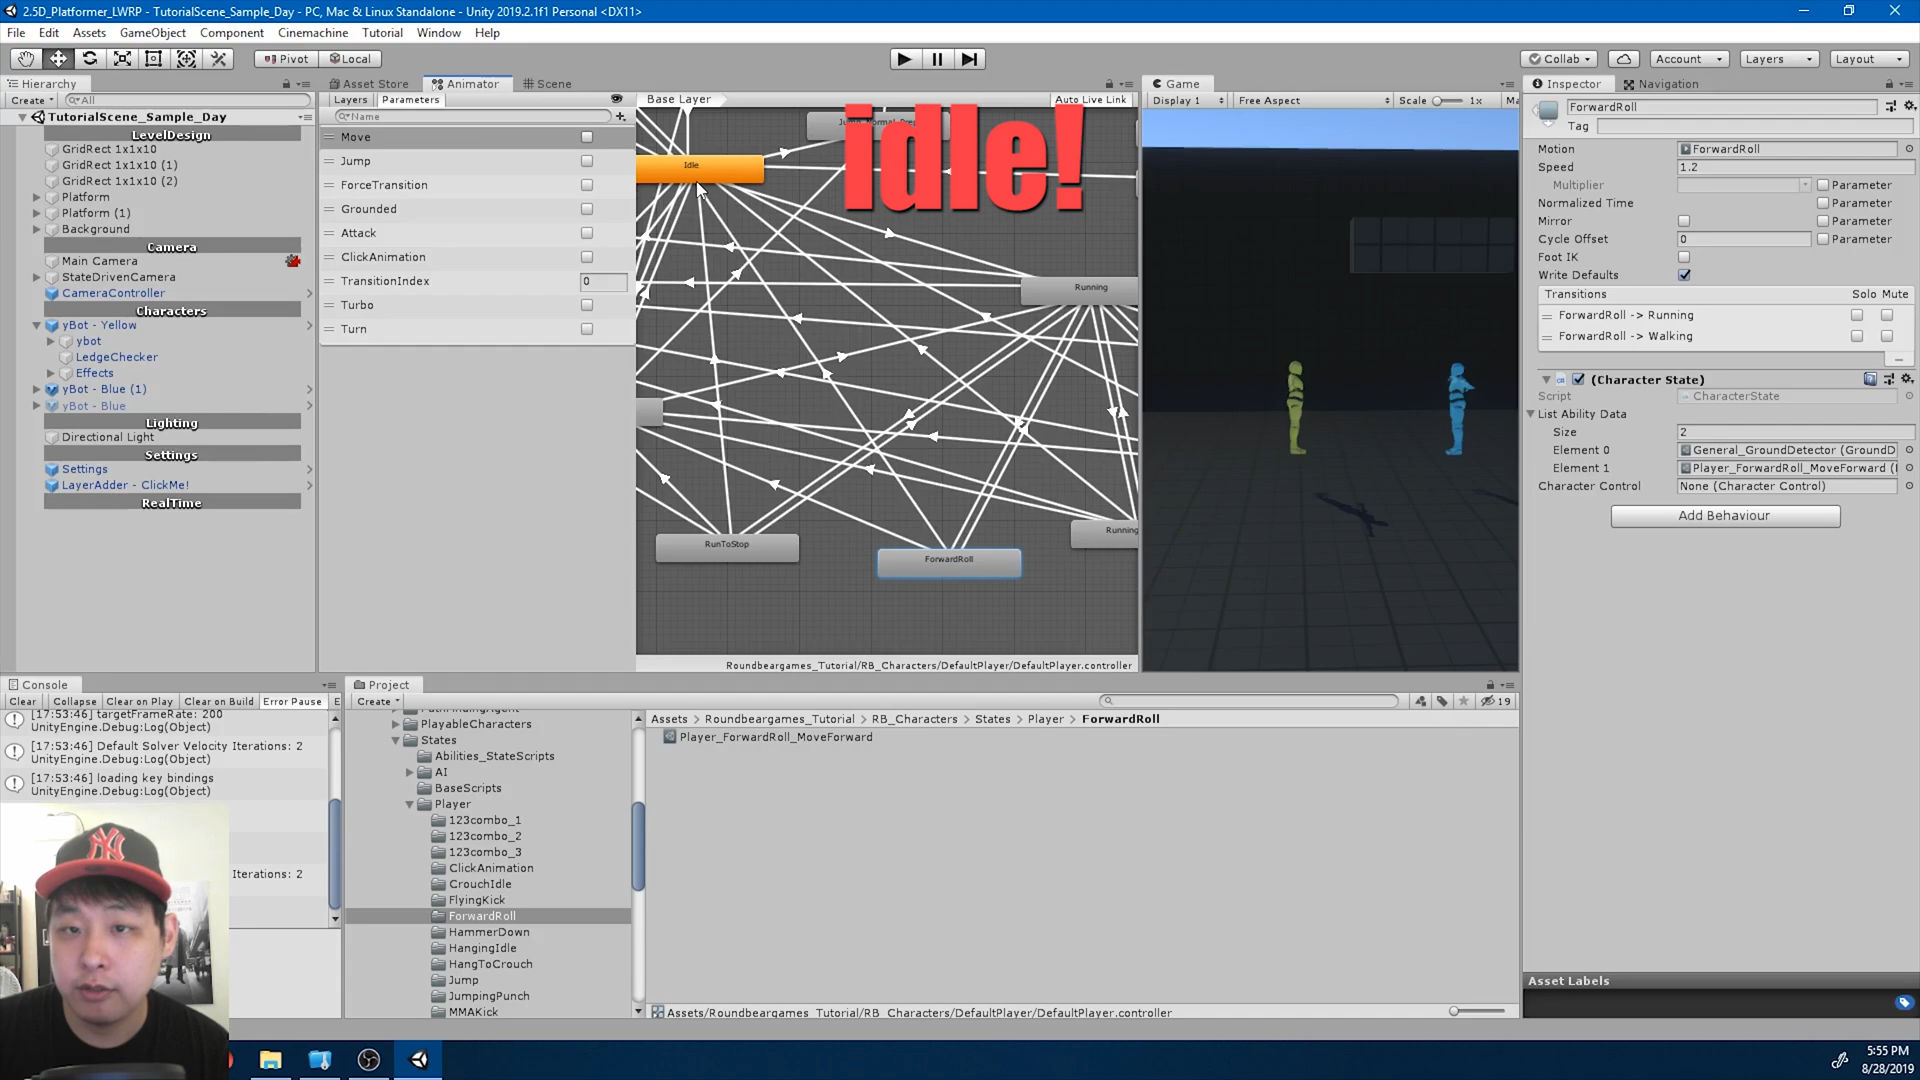 2.5D_Platformer_LWRP - TutorialScene_Sample_Day - PC, Mac & Linux Standalone - Unity 2019.2.1f1 Personal <DX11>
File Edit Assets GameObject Component Cinemachine Tutorial Window Help
Pivot Local Collab Account Layers Layout
Hierarchy
Create All
TutorialScene_Sample_Day
LevelDesign
GridRect 1x1x10
GridRect 1x1x10 (1)
GridRect 1x1x10 (2)
Platform
Platform (1)
Background
Camera
Main Camera
StateDrivenCamera
CameraController
Characters
yBot - Yellow
ybot
LedgeChecker
Effects
yBot - Blue (1)
yBot - Blue
Lighting
Directional Light
Settings
Settings
LayerAdder - ClickMe!
RealTime
Asset Store Animator Scene
Layers Parameters
Name
Move
Jump
ForceTransition
Grounded
Attack
ClickAnimation
TransitionIndex 0
Turbo
Turn
Base Layer Auto Live Link
idle!
Idle
Running
RunToStop
ForwardRoll
Running
Roundbeargames_Tutorial/RB_Characters/DefaultPlayer/DefaultPlayer.controller
Game
Display 1 Free Aspect Scale 1x Ma
Inspector Navigation
ForwardRoll
Tag
Motion ForwardRoll
Speed 1.2
Multiplier Parameter
Normalized Time Parameter
Mirror Parameter
Cycle Offset 0 Parameter
Foot IK
Write Defaults
Transitions Solo Mute
ForwardRoll -> Running
ForwardRoll -> Walking
(Character State)
Script CharacterState
List Ability Data
Size 2
Element 0 General_GroundDetector (GroundD
Element 1 Player_ForwardRoll_MoveForward (
Character Control None (Character Control)
Add Behaviour
Asset Labels
Console
Clear Collapse Clear on Play Clear on Build Error Pause E
[17:53:46] targetFrameRate: 200
UnityEngine.Debug:Log(Object)
[17:53:46] Default Solver Velocity Iterations: 2
UnityEngine.Debug:Log(Object)
[17:53:46] loading key bindings
UnityEngine.Debug:Log(Object)
Iterations: 2
Project
Create
19
PlayableCharacters
States
Abilities_StateScripts
AI
BaseScripts
Player
123combo_1
123combo_2
123combo_3
ClickAnimation
CrouchIdle
FlyingKick
ForwardRoll
HammerDown
HangingIdle
HangToCrouch
Jump
JumpingPunch
MMAKick
Assets > Roundbeargames_Tutorial > RB_Characters > States > Player > ForwardRoll
Player_ForwardRoll_MoveForward
Assets/Roundbeargames_Tutorial/RB_Characters/DefaultPlayer/DefaultPlayer.controller
5:55 PM
8/28/2019